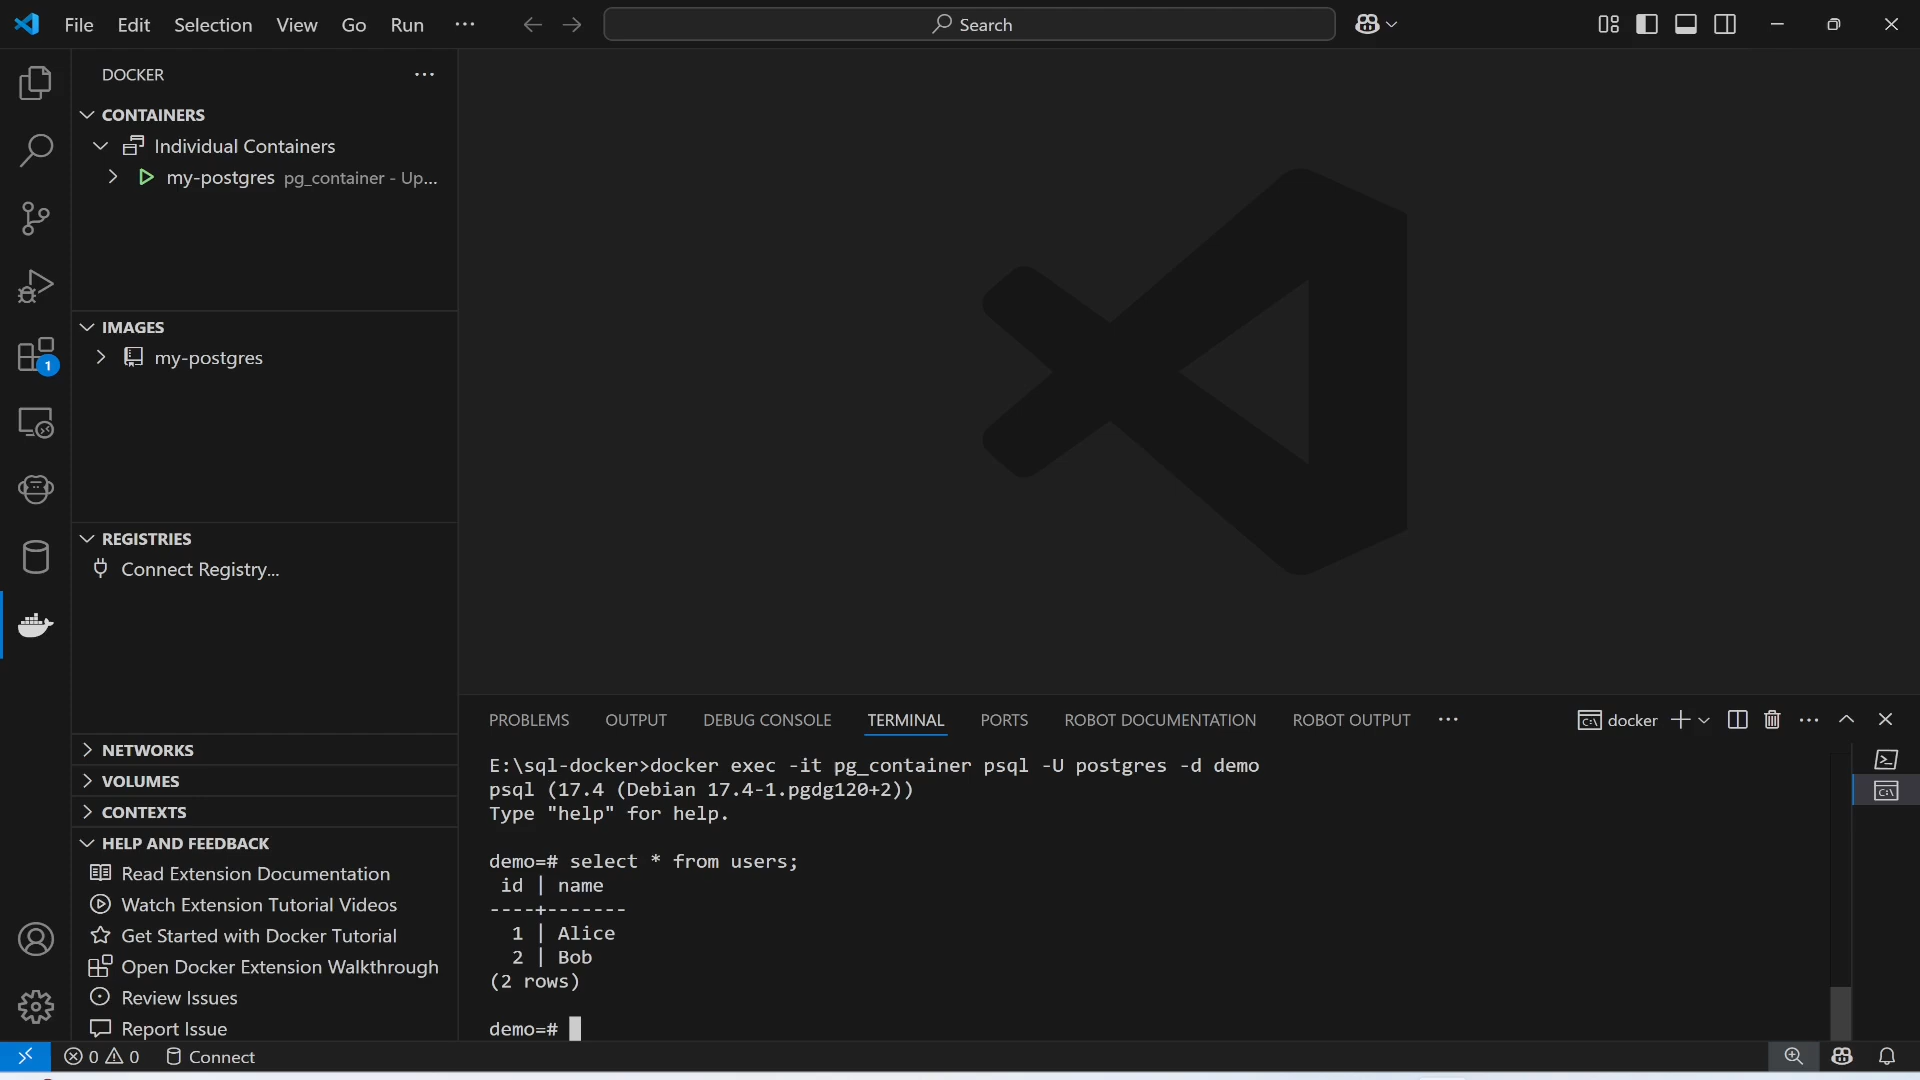 File Edit Selection View Go Run ···
Search
DOCKER
CONTAINERS
Individual Containers
my-postgres pg_container - Up...
IMAGES
my-postgres
1
REGISTRIES
Connect Registry...
NETWORKS
VOLUMES
CONTEXTS
HELP AND FEEDBACK
Read Extension Documentation
Watch Extension Tutorial Videos
Get Started with Docker Tutorial
Open Docker Extension Walkthrough
Review Issues
Report Issue
PROBLEMS OUTPUT DEBUG CONSOLE TERMINAL PORTS ROBOT DOCUMENTATION ROBOT OUTPUT ··· docker
E:\sql-docker>docker exec -it pg_container psql -U postgres -d demo
psql (17.4 (Debian 17.4-1.pgdg120+2))
Type "help" for help.
demo=# select * from users;
id | name
----+-------
1 | Alice
2 | Bob
(2 rows)
demo=#
0 0 Connect